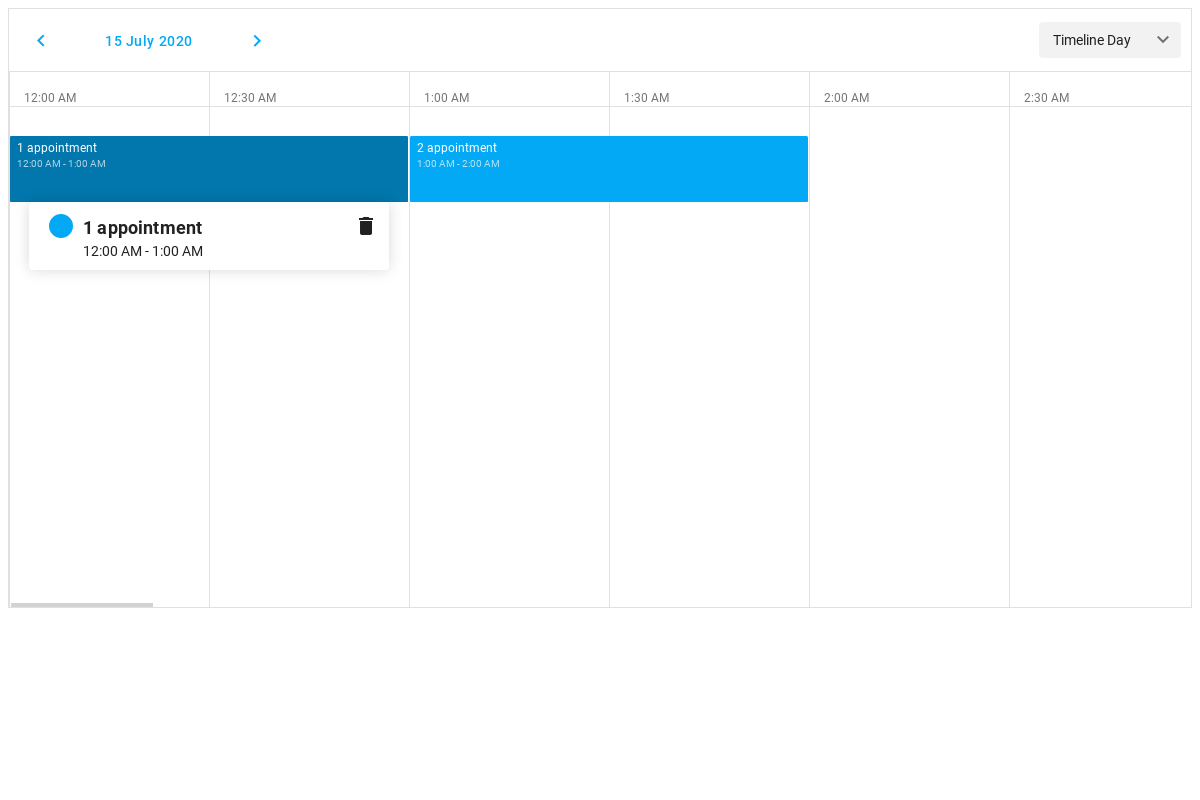 15 July 2020
Timeline Day
12:00 AM
12:30 AM
1:00 AM
1:30 AM
2:00 AM
2:30 AM
1 appointment
12:00 AM - 1:00 AM
2 appointment
1:00 AM - 2:00 AM
1 appointment
12:00 AM - 1:00 AM